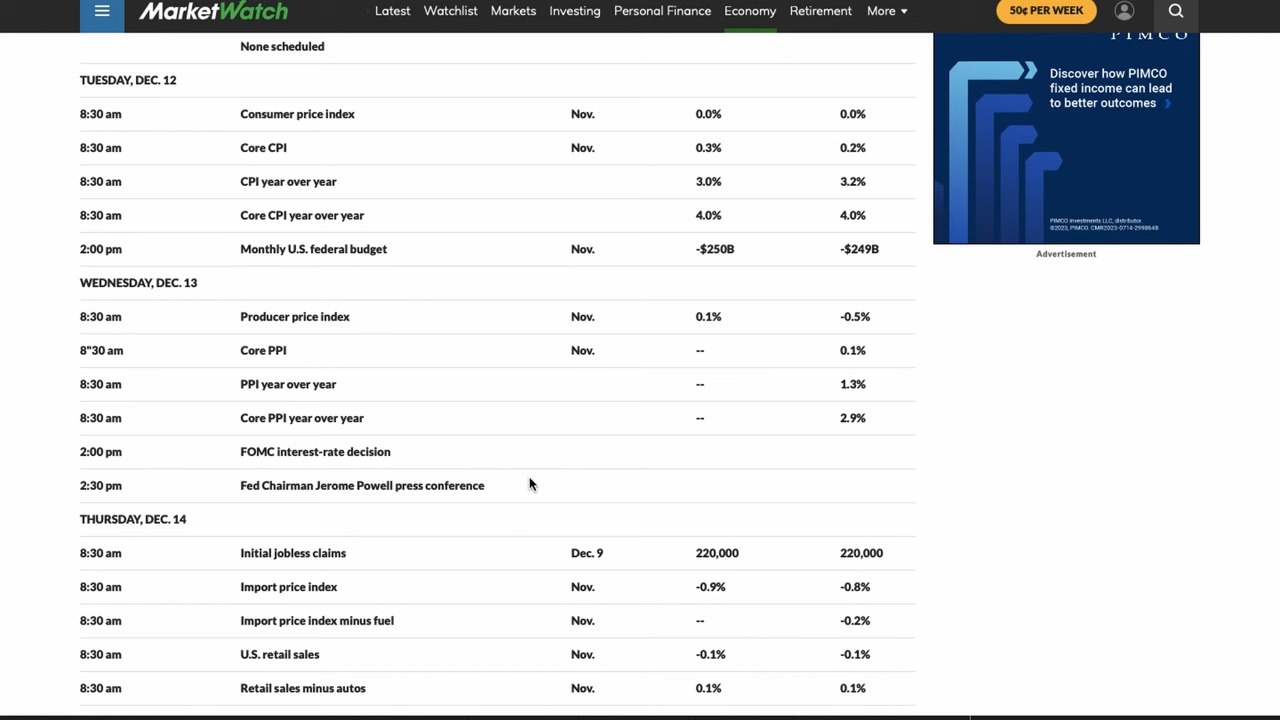 MarketWatch Latest Watchlist Markets Investing Personal Finance Economy Retirement More 50¢ PER WEEK
None scheduled
TUESDAY, DEC. 12
8:30 am Consumer price index Nov. 0.0% 0.0%
8:30 am Core CPI Nov. 0.3% 0.2%
8:30 am CPI year over year 3.0% 3.2%
8:30 am Core CPI year over year 4.0% 4.0%
2:00 pm Monthly U.S. federal budget Nov. -$250B -$249B
WEDNESDAY, DEC. 13
8:30 am Producer price index Nov. 0.1% -0.5%
8"30 am Core PPI Nov. -- 0.1%
8:30 am PPI year over year -- 1.3%
8:30 am Core PPI year over year -- 2.9%
2:00 pm FOMC interest-rate decision
2:30 pm Fed Chairman Jerome Powell press conference
THURSDAY, DEC. 14
8:30 am Initial jobless claims Dec. 9 220,000 220,000
8:30 am Import price index Nov. -0.9% -0.8%
8:30 am Import price index minus fuel Nov. -- -0.2%
8:30 am U.S. retail sales Nov. -0.1% -0.1%
8:30 am Retail sales minus autos Nov. 0.1% 0.1%
PIMCO
Discover how PIMCO
fixed income can lead
to better outcomes
PIMCO Investments LLC, distributor.
©2023, PIMCO. CMR2023-0714-2998648
Advertisement